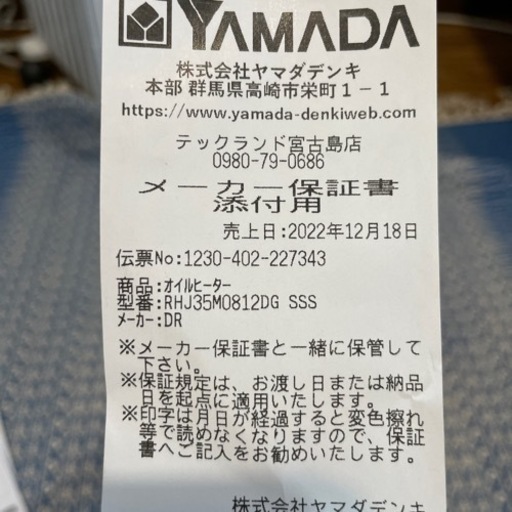 YAMADA
株式会社ヤマダデンキ
本部 群馬県高崎市栄町1-1
https://www.yamada-denkiweb.com
テックランド宮古島店
0980-79-0686
メーカー保証書
添付用
売上日:2022年12月18日
伝票No:1230-402-227343
商品:オイルヒーター
型番:RHJ35M0812DG SSS
メーカー:DR
※メーカー保証書と一緒に保管して
下さい。
※保証規定は、お渡し日または納品
日を起点に適用いたします。
※印字は月日が経過すると変色擦れ
等で読めなくなりますので、保証
書へご記入をお勧めいたします。
株式会社ヤマダデンキ